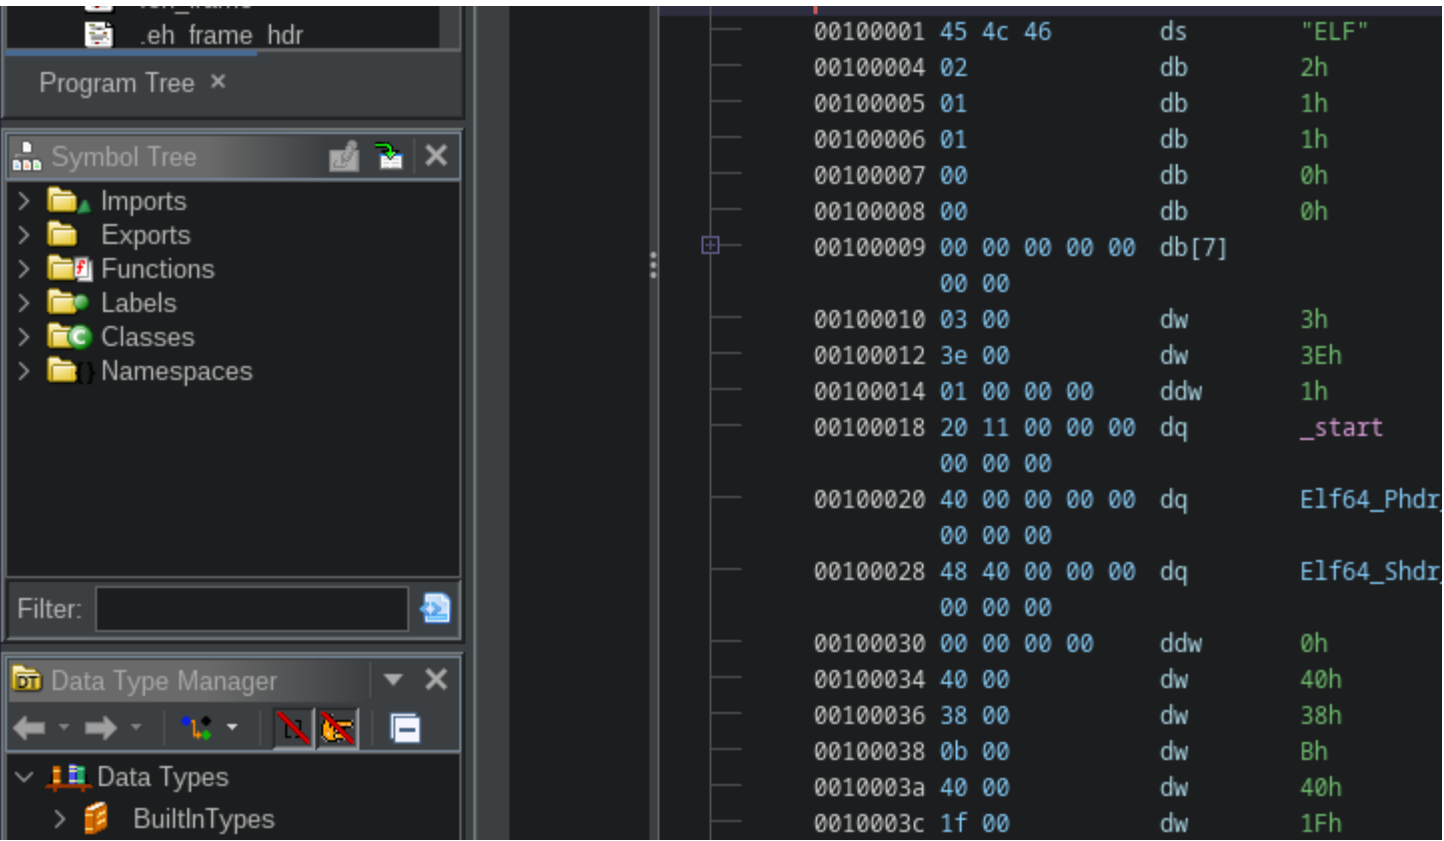 .eh_frame_hdr
Program Tree
Symbol Tree
Imports
Exports
Functions
Labels
Classes
Namespaces
Filter:
Data Type Manager
Data Types
BuiltInTypes
00100001 45 4c 46 ds "ELF"
00100004 02 db 2h
00100005 01 db 1h
00100006 01 db 1h
00100007 00 db 0h
00100008 00 db 0h
00100009 00 00 00 00 00 db[7]
00 00
00100010 03 00 dw 3h
00100012 3e 00 dw 3Eh
00100014 01 00 00 00 ddw 1h
00100018 20 11 00 00 00 dq _start
00 00 00
00100020 40 00 00 00 00 dq Elf64_Phdr_
00 00 00
00100028 48 40 00 00 00 dq Elf64_Shdr_
00 00 00
00100030 00 00 00 00 ddw 0h
00100034 40 00 dw 40h
00100036 38 00 dw 38h
00100038 0b 00 dw Bh
0010003a 40 00 dw 40h
0010003c 1f 00 dw 1Fh